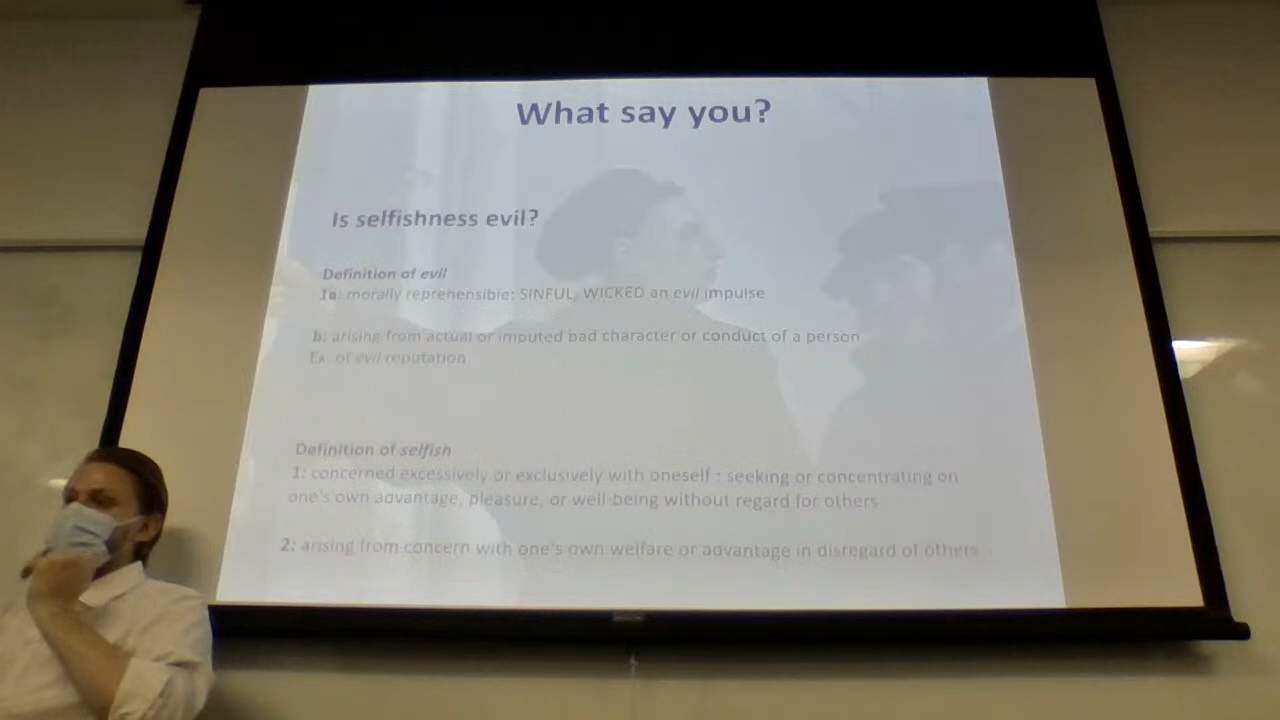 What say you?
Is selfishness evil?
Definition of evil
1a: morally reprehensible: SINFUL, WICKED an evil impulse
b: arising from actual or imputed bad character or conduct of a person
Ex. of evil reputation
Definition of selfish
1: concerned excessively or exclusively with oneself : seeking or concentrating on
one's own advantage, pleasure, or well-being without regard for others
2: arising from concern with one's own welfare or advantage in disregard of others